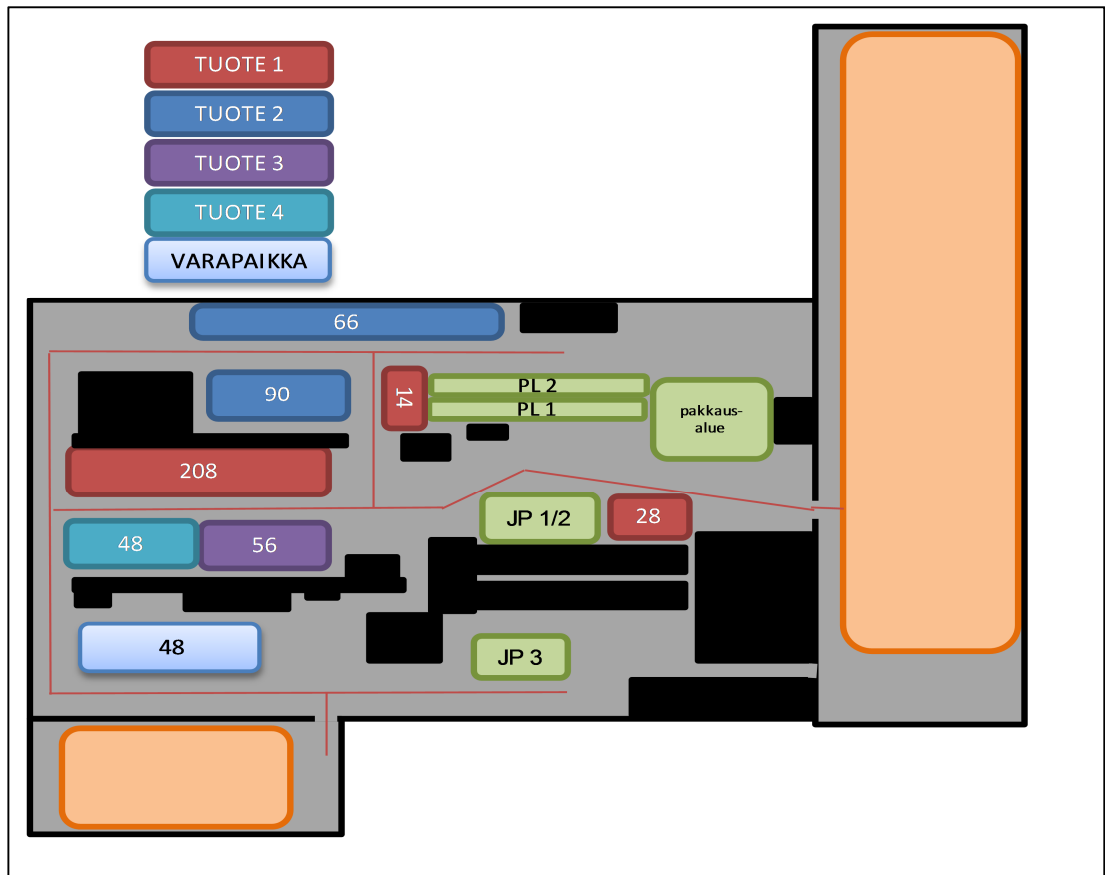 TUOTE 1
TUOTE 2
TUOTE 3
TUOTE 4
VARAPAIKKA
66
90
14
PL 2
PL 1
pakkaus-
alue
208
JP 1/2
28
48
56
48
JP 3